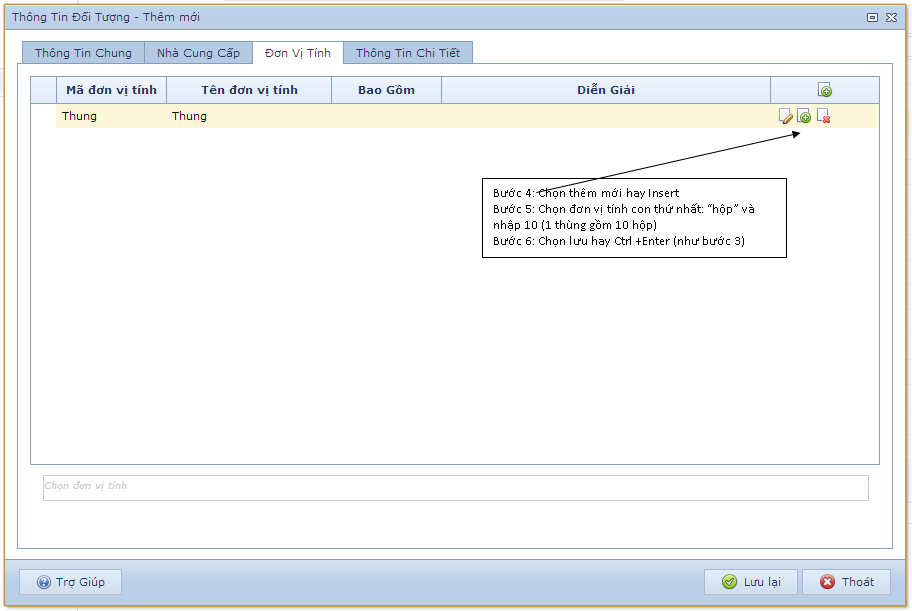 Thông Tin Đối Tượng - Thêm mới
Thông Tin Chung Nhà Cung Cấp Đơn Vị Tính Thông Tin Chi Tiết
Mã đơn vị tính Tên đơn vị tính Bao Gồm Diễn Giải
Thung Thung
Bước 4: Chọn thêm mới hay Insert
Bước 5: Chọn đơn vị tính con thứ nhất: “hộp” và
nhập 10 (1 thùng gồm 10 hộp)
Bước 6: Chọn lưu hay Ctrl +Enter (như bước 3)
Chọn đơn vị tính
Trợ Giúp Lưu lại Thoát